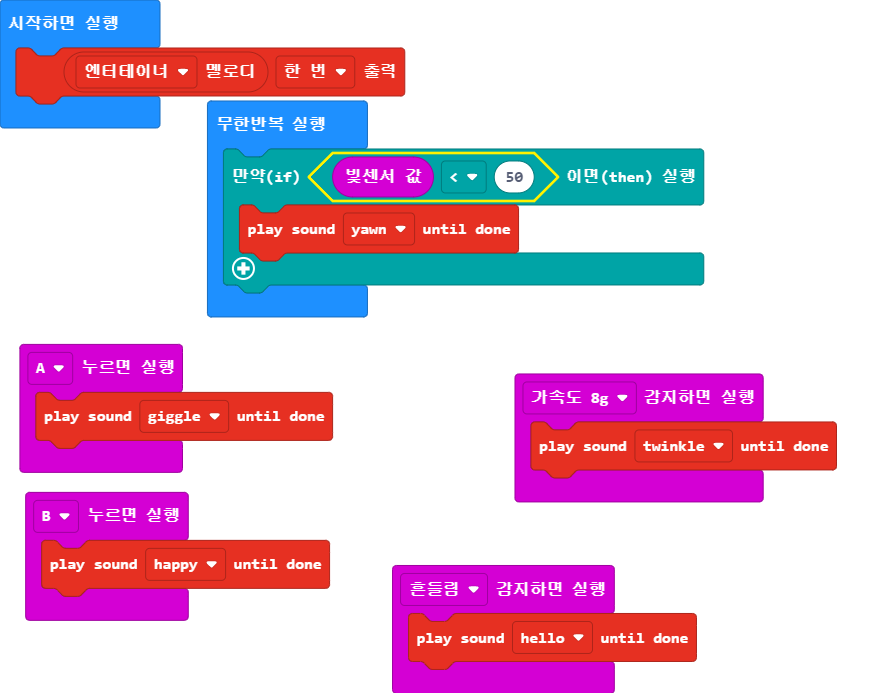 시작하면 실행
엔터테이너 멜로디 한 번 출력
무한반복 실행
만약(if) 빛센서 값 < 50 이면(then) 실행
play sound yawn until done
A 누르면 실행
play sound giggle until done
B 누르면 실행
play sound happy until done
가속도 8g 감지하면 실행
play sound twinkle until done
흔들림 감지하면 실행
play sound hello until done